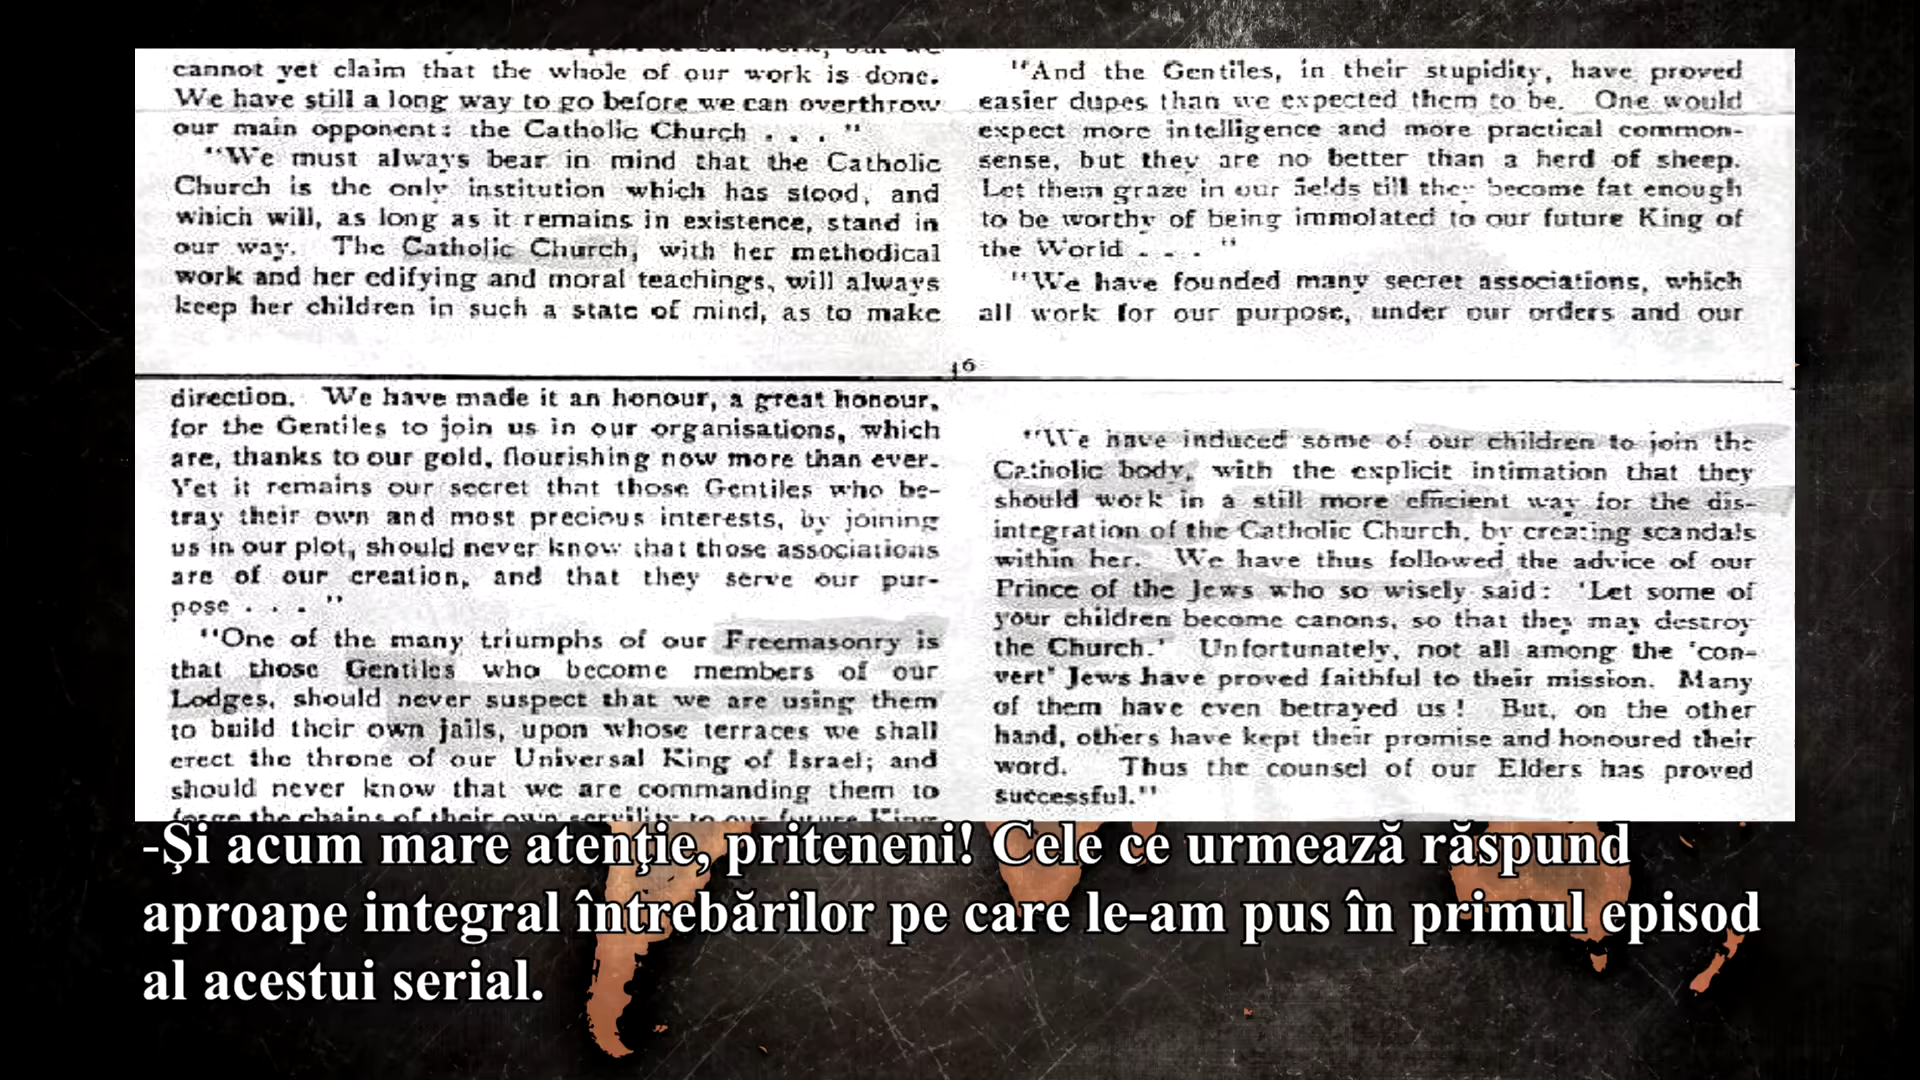 cannot yet claim that the whole of our work is done.
We have still a long way to go before we can overthrow
our main opponent: the Catholic Church . . . "
"We must always bear in mind that the Catholic
Church is the only institution which has stood, and
which will, as long as it remains in existence, stand in
our way. The Catholic Church, with her methodical
work and her edifying and moral teachings, will always
keep her children in such a state of mind, as to make
"And the Gentiles, in their stupidity, have proved
easier dupes than we expected them to be. One would
expect more intelligence and more practical common-
sense, but they are no better than a herd of sheep.
Let them graze in our fields till they become fat enough
to be worthy of being immolated to our future King of
the World . . . "
"We have founded many secret associations, which
all work for our purpose, under our orders and our
direction. We have made it an honour, a great honour,
for the Gentiles to join us in our organisations, which
are, thanks to our gold, flourishing now more than ever.
Yet it remains our secret that those Gentiles who be-
tray their own and most precious interests, by joining
us in our plot, should never know that those associations
are of our creation, and that they serve our pur-
pose . . . "
"One of the many triumphs of our Freemasonry is
that those Gentiles who become members of our
Lodges, should never suspect that we are using them
to build their own jails, upon whose terraces we shall
erect the throne of our Universal King of Israel; and
should never know that we are commanding them to
forge the chains of their own servility to our future King
"We have induced some of our children to join the
Catholic body, with the explicit intimation that they
should work in a still more efficient way for the dis-
integration of the Catholic Church, by creating scandals
within her. We have thus followed the advice of our
Prince of the Jews who so wisely said: 'Let some of
your children become canons, so that they may destroy
the Church.' Unfortunately, not all among the 'con-
vert' Jews have proved faithful to their mission. Many
of them have even betrayed us! But, on the other
hand, others have kept their promise and honoured their
word. Thus the counsel of our Elders has proved
successful."
-Şi acum mare atenţie, priteneni! Cele ce urmează răspund
aproape integral întrebărilor pe care le-am pus în primul episod
al acestui serial.